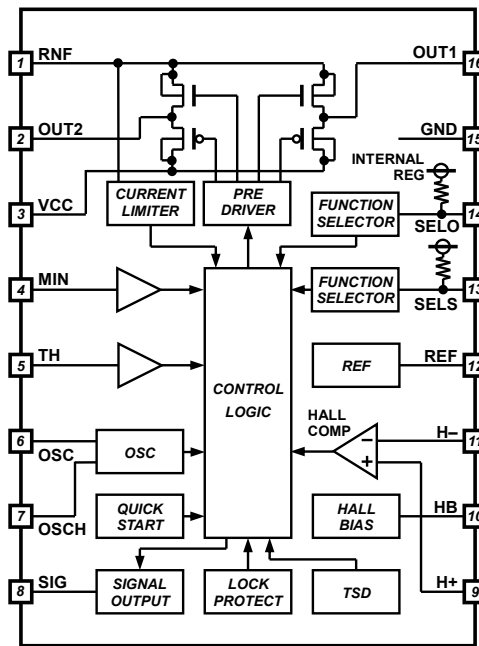 1 RNF
OUT1 16
2 OUT2
GND 15
INTERNAL
REG
3 VCC
CURRENT
LIMITER
PRE
DRIVER
FUNCTION
SELECTOR
SELO 14
4 MIN
FUNCTION
SELECTOR
SELS 13
5 TH
CONTROL
LOGIC
REF
REF 12
HALL
COMP
6 OSC
OSC
H– 11
–
+
7 OSCH
QUICK
START
HALL
BIAS
HB 10
8 SIG
SIGNAL
OUTPUT
LOCK
PROTECT
TSD
H+ 9